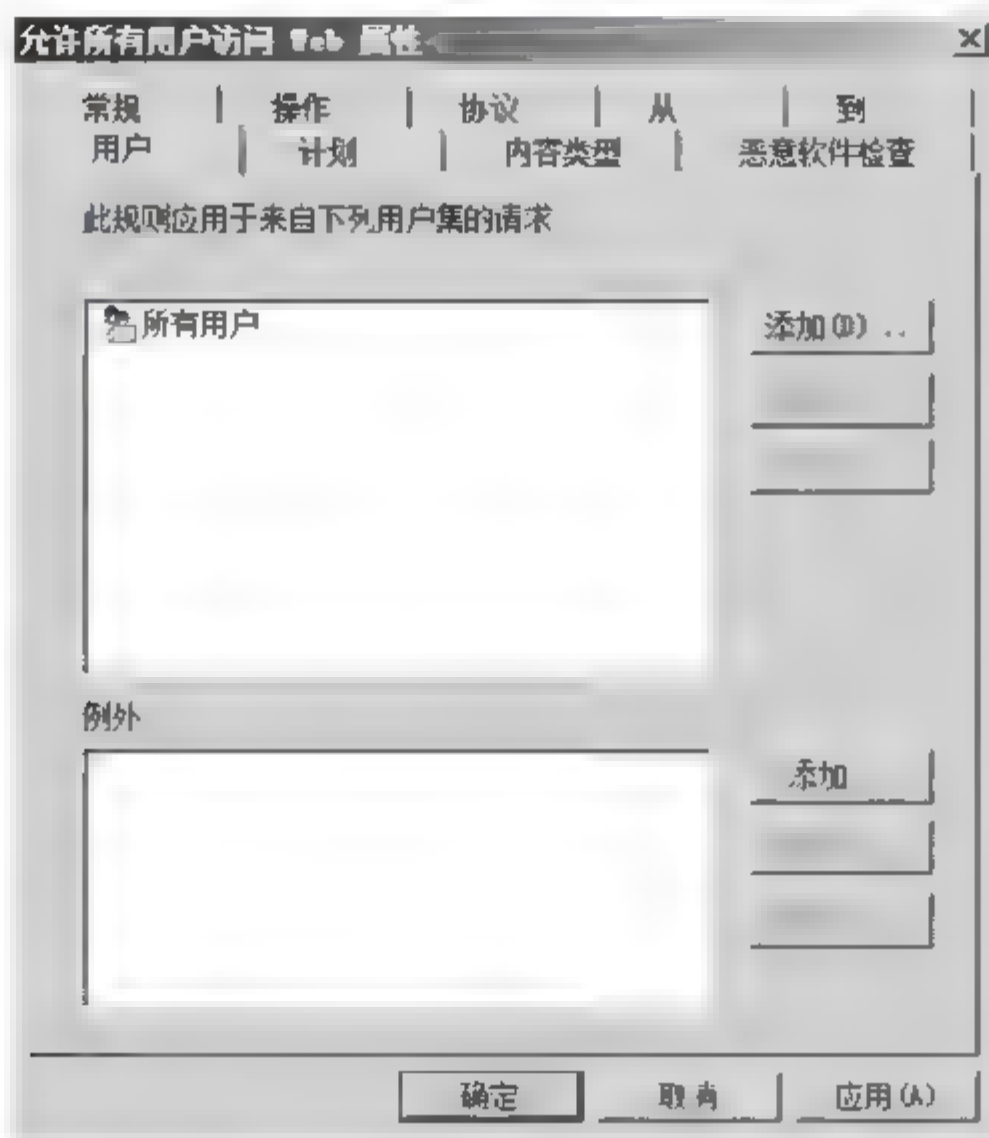 允许所有用户访问 Web 属性
常规 操作 协议 从 到
用户 计划 内容类型 恶意软件检查
此规则应用于来自下列用户集的请求
所有用户
添加(D)..
例外
添加
确定 取消 应用(A)